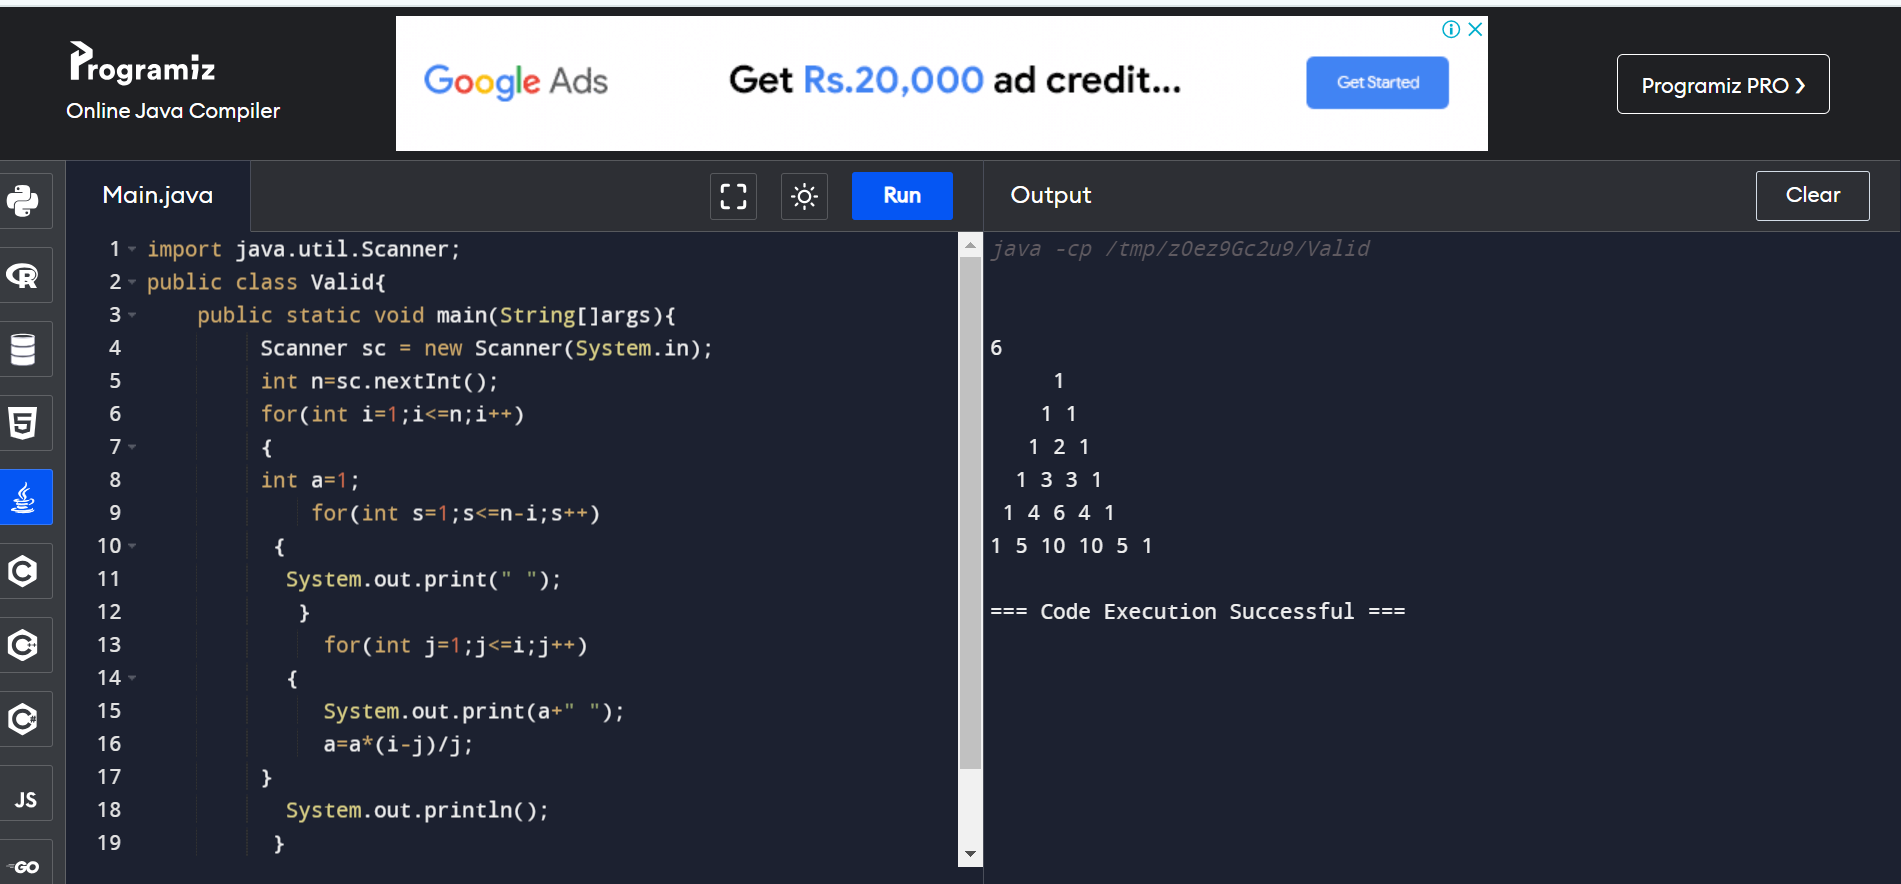 Programiz
Online Java Compiler
Google Ads
Get Rs.20,000 ad credit...
Get Started
Programiz PRO ❯
Main.java
Run
Output
Clear
1 import java.util.Scanner;
2 public class Valid{
3     public static void main(String[]args){
4          Scanner sc = new Scanner(System.in);
5          int n=sc.nextInt();
6          for(int i=1;i<=n;i++)
7          {
8          int a=1;
9              for(int s=1;s<=n-i;s++)
10           {
11            System.out.print(" ");
12             }
13               for(int j=1;j<=i;j++)
14            {
15               System.out.print(a+" ");
16               a=a*(i-j)/j;
17          }
18            System.out.println();
19           }
java -cp /tmp/zOez9Gc2u9/Valid
6
     1
    1 1
   1 2 1
  1 3 3 1
 1 4 6 4 1
1 5 10 10 5 1
=== Code Execution Successful ===
R
5
C
C++
C#
JS
GO